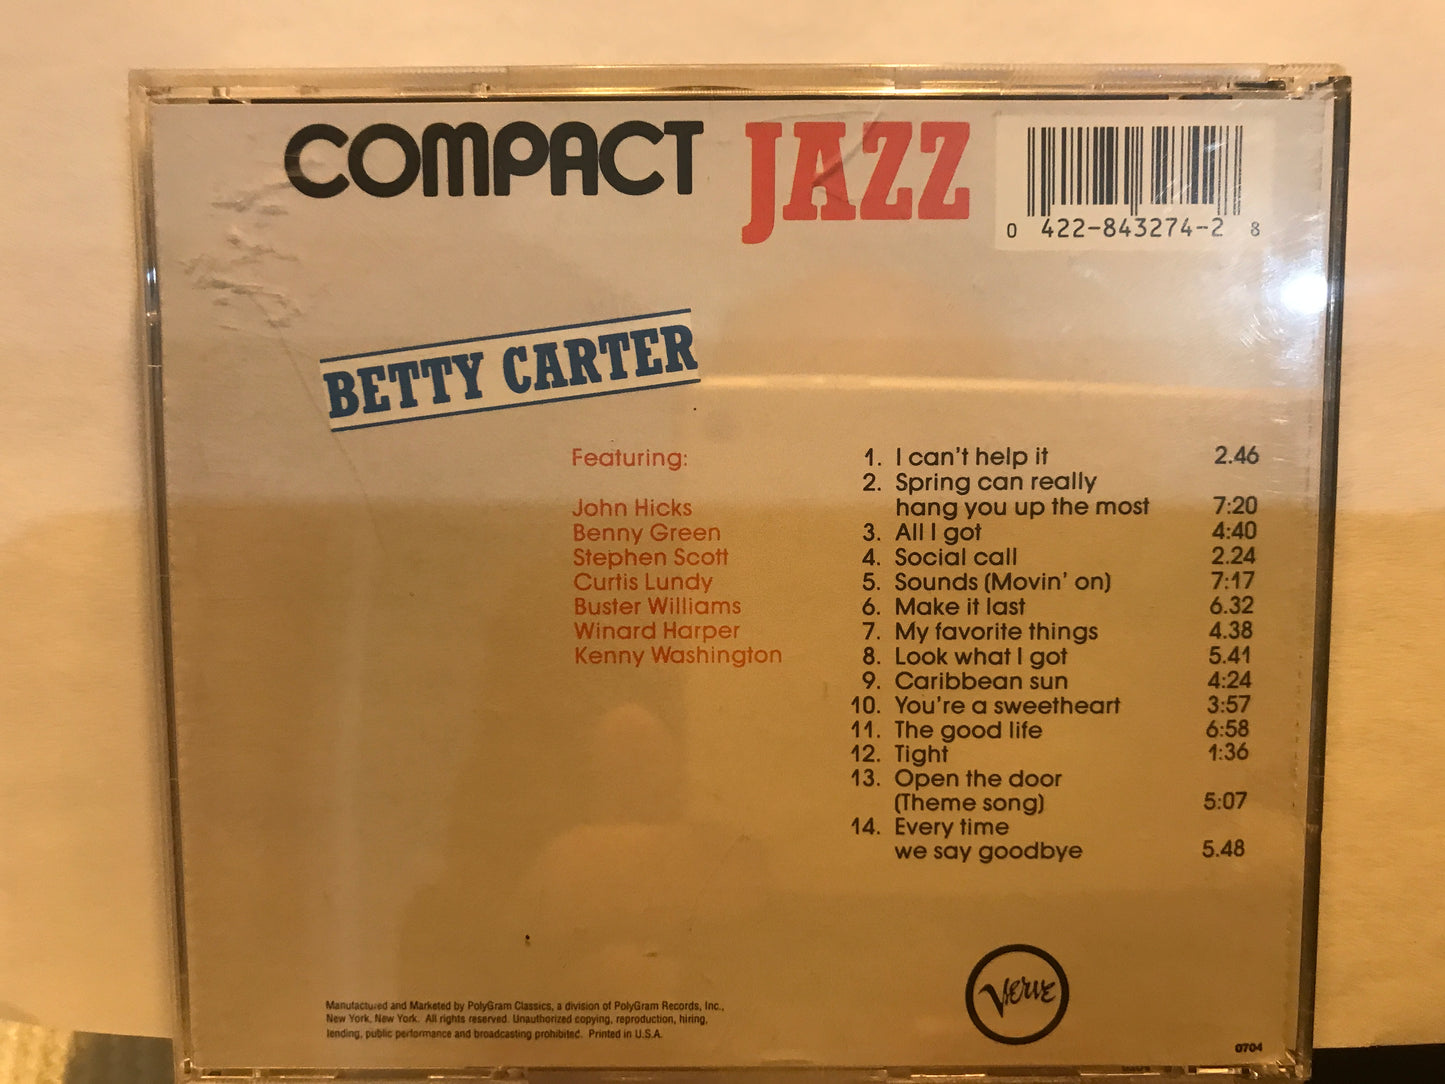 COMPACT JAZZ
0 422-843274-2 8
BETTY CARTER
Featuring:
John Hicks
Benny Green
Stephen Scott
Curtis Lundy
Buster Williams
Winard Harper
Kenny Washington
1. I can't help it 2.46
2. Spring can really
hang you up the most 7:20
3. All I got 4:40
4. Social call 2.24
5. Sounds (Movin' on) 7:17
6. Make it last 6.32
7. My favorite things 4.38
8. Look what I got 5.41
9. Caribbean sun 4:24
10. You're a sweetheart 3:57
11. The good life 6:58
12. Tight 1:36
13. Open the door
(Theme song) 5:07
14. Every time
we say goodbye 5.48
Manufactured and Marketed by PolyGram Classics, a division of PolyGram Records, Inc.,
New York, New York. All rights reserved. Unauthorized copying, reproduction, hiring,
lending, public performance and broadcasting prohibited. Printed in U.S.A.
Verve
0704